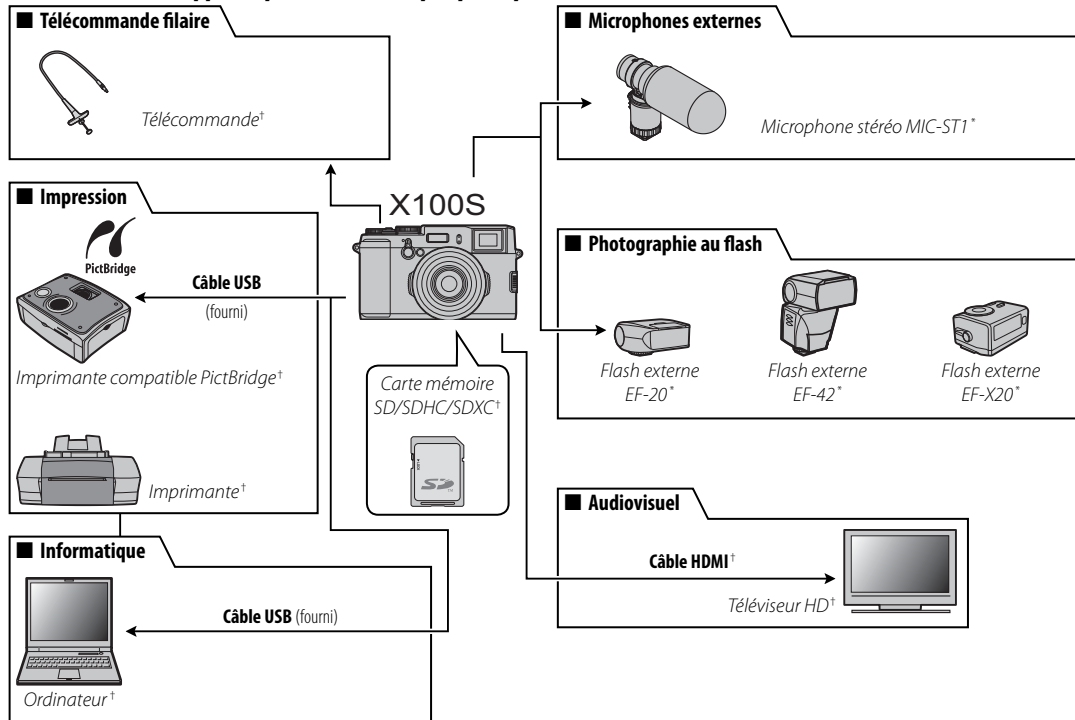 ■ Télécommande filaire
Télécommande†
■ Impression
PictBridge
Câble USB
(fourni)
Imprimante compatible PictBridge†
Imprimante†
■ Informatique
Câble USB (fourni)
Ordinateur†
X100S
Carte mémoire
SD/SDHC/SDXC†
SD
■ Microphones externes
Microphone stéréo MIC-ST1*
■ Photographie au flash
Flash externe
EF-20*
Flash externe
EF-42*
Flash externe
EF-X20*
■ Audiovisuel
Câble HDMI†
Téléviseur HD†